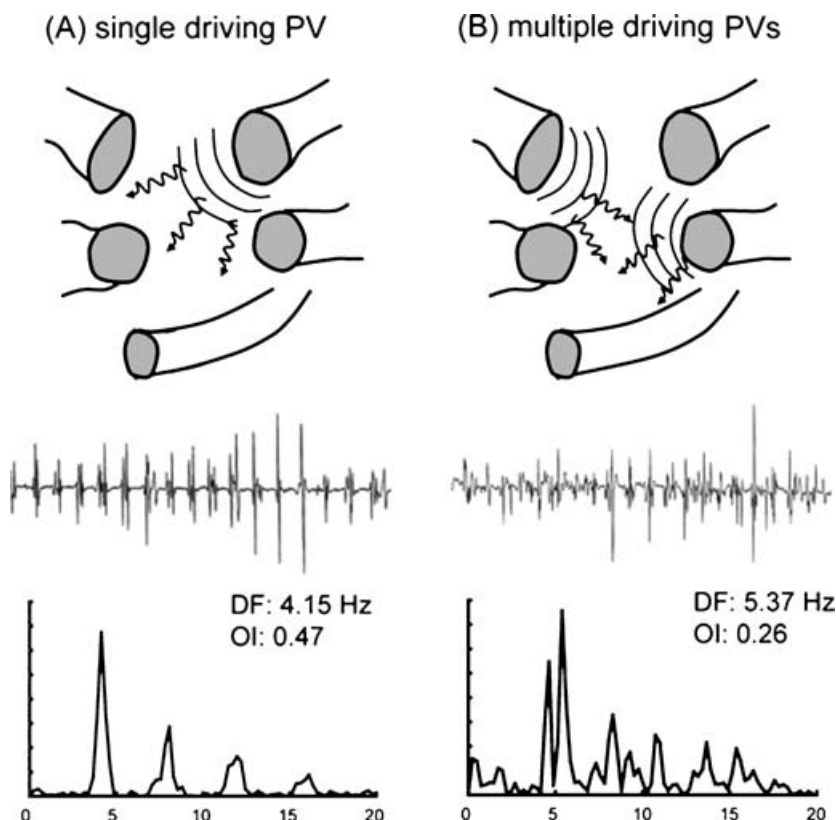 (A) single driving PV
(B) multiple driving PVs
DF: 4.15 Hz
OI: 0.47
0 5 10 15 20
DF: 5.37 Hz
OI: 0.26
0 5 10 15 20